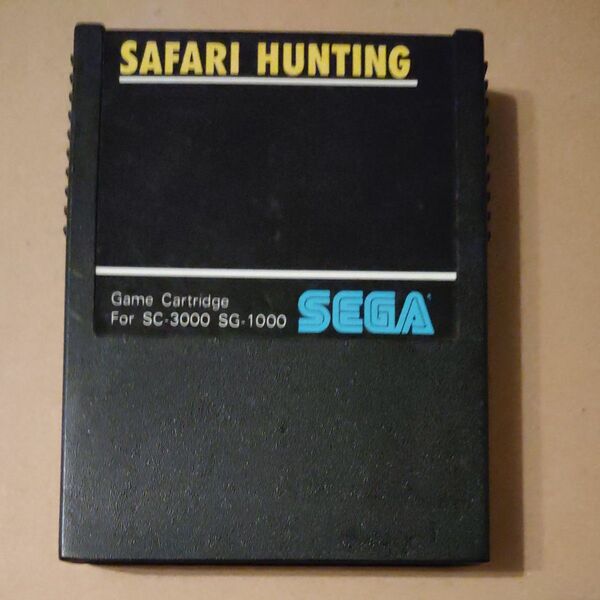 SAFARI HUNTING
Game Cartridge
For SC-3000 SG-1000
SEGA